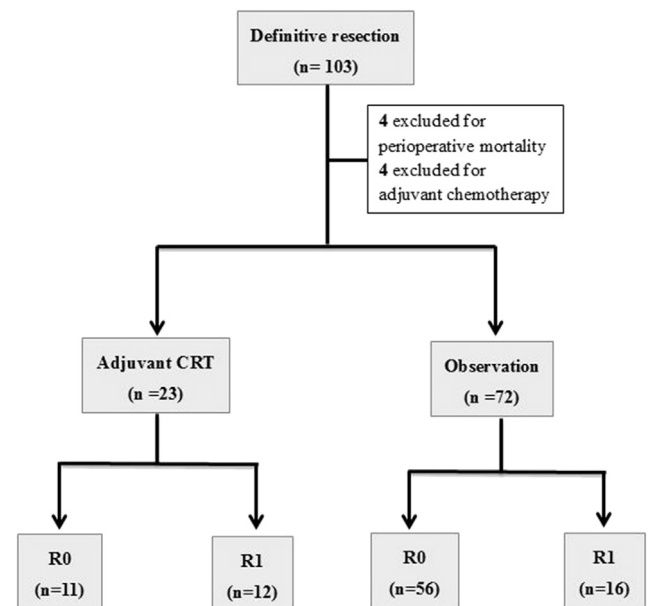 Definitive resection
(n= 103)
4 excluded for
perioperative mortality
4 excluded for
adjuvant chemotherapy
Adjuvant CRT
(n =23)
Observation
(n =72)
R0
(n=11)
R1
(n=12)
R0
(n=56)
R1
(n=16)